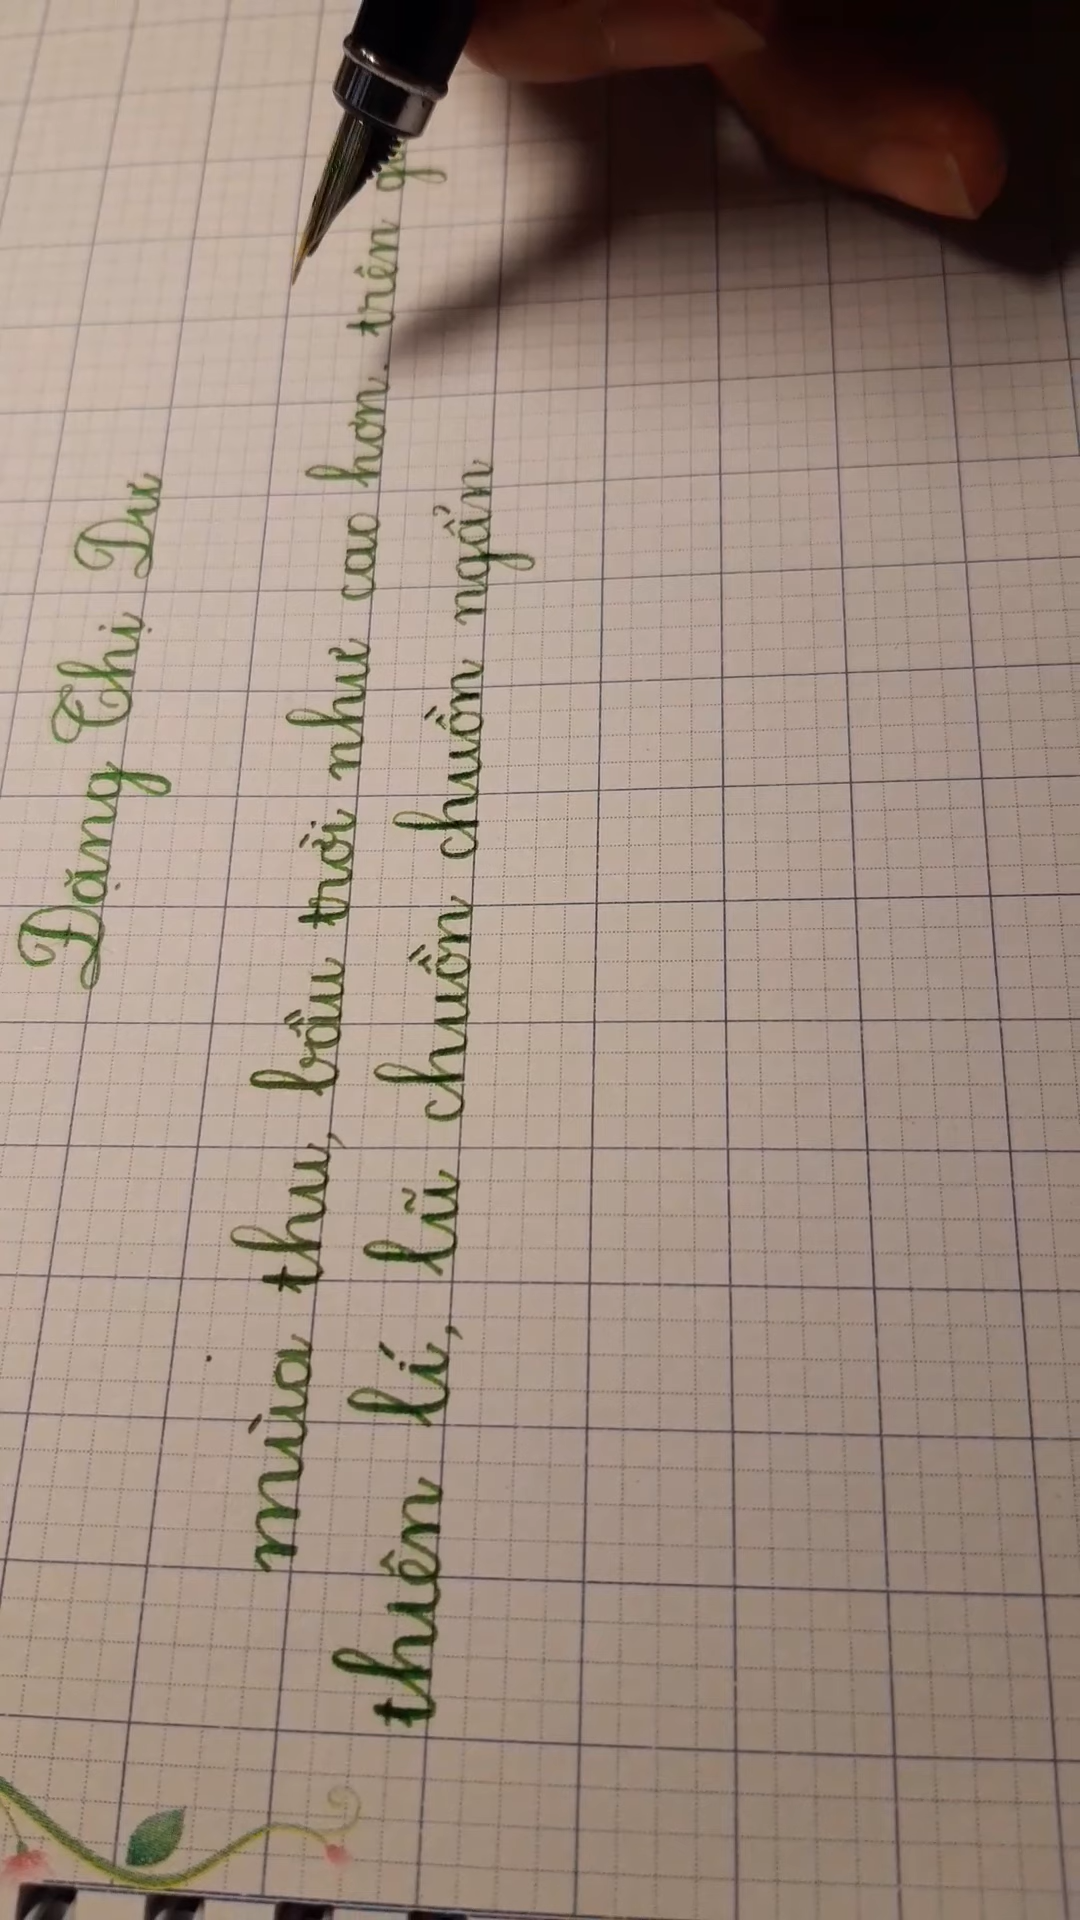 Đặng Thị Dư
mùa thu, bầu trời như cao hơn. trên
thiên lí, lũ chuồn chuồn ngẩn